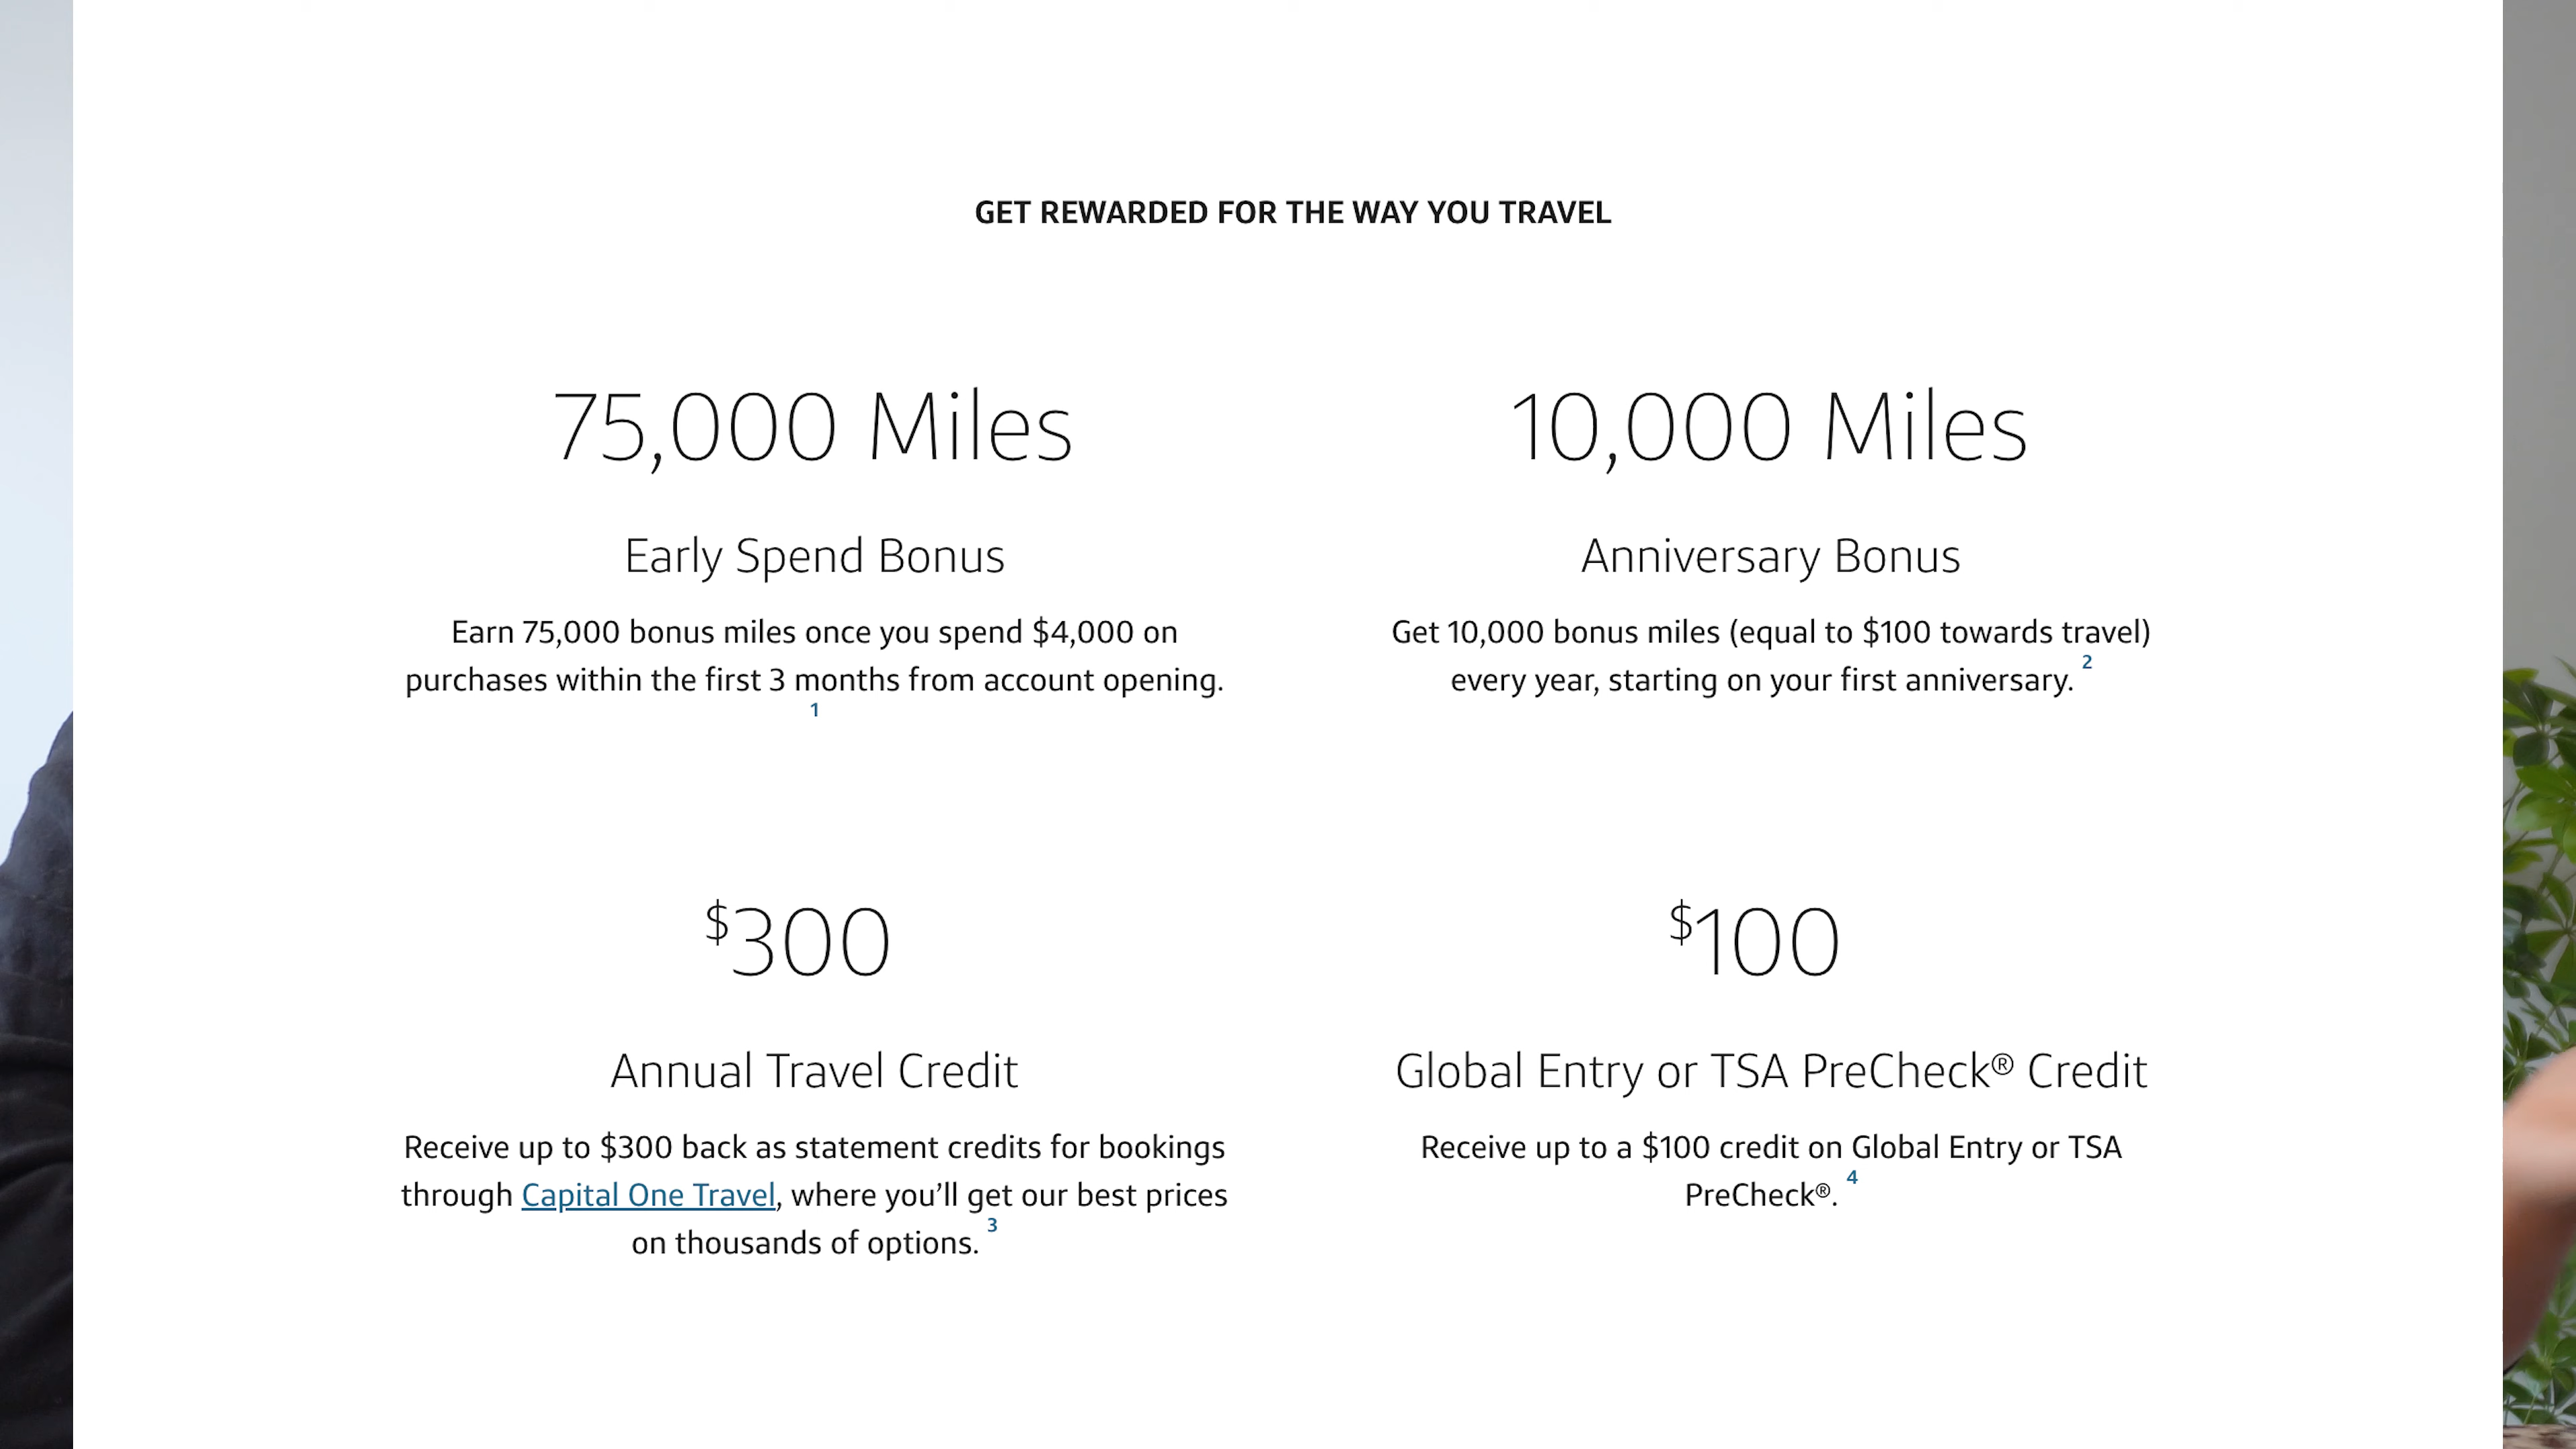 GET REWARDED FOR THE WAY YOU TRAVEL
75,000 Miles
Early Spend Bonus
Earn 75,000 bonus miles once you spend $4,000 on
purchases within the first 3 months from account opening.
1
10,000 Miles
Anniversary Bonus
Get 10,000 bonus miles (equal to $100 towards travel)
every year, starting on your first anniversary. 2
$300
Annual Travel Credit
Receive up to $300 back as statement credits for bookings
through Capital One Travel, where you’ll get our best prices
on thousands of options. 3
$100
Global Entry or TSA PreCheck® Credit
Receive up to a $100 credit on Global Entry or TSA
PreCheck®. 4